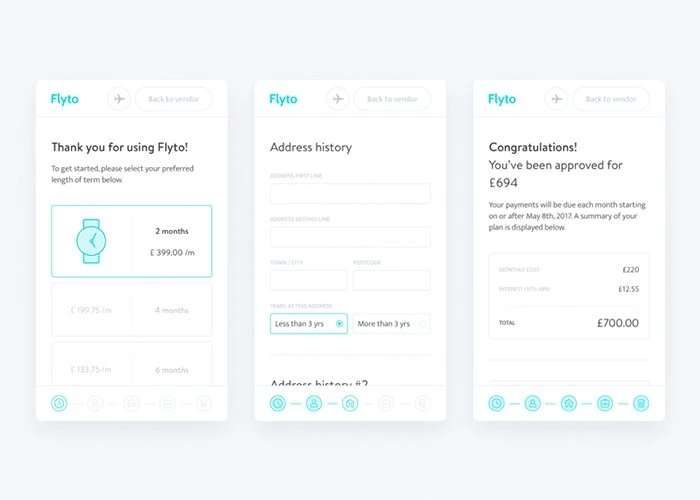 Flyto
Back to vendor
Thank you for using Flyto!
To get started, please select your preferred
length of term below.
2 months
£ 399.00 /m
£ 199.75 /m
4 months
£ 133.75 /m
6 months
Flyto
Back to vendor
Address history
ADDRESS FIRST LINE
ADDRESS SECOND LINE
TOWN / CITY
POSTCODE
YEARS AT THIS ADDRESS
Less than 3 yrs
More than 3 yrs
Address history #2
Flyto
Back to vendor
Congratulations!
You've been approved for
£694
Your payments will be due each month starting
on or after May 8th, 2017. A summary of your
plan is displayed below.
MONTHLY COST
£220
£12.55
TOTAL
£700.00